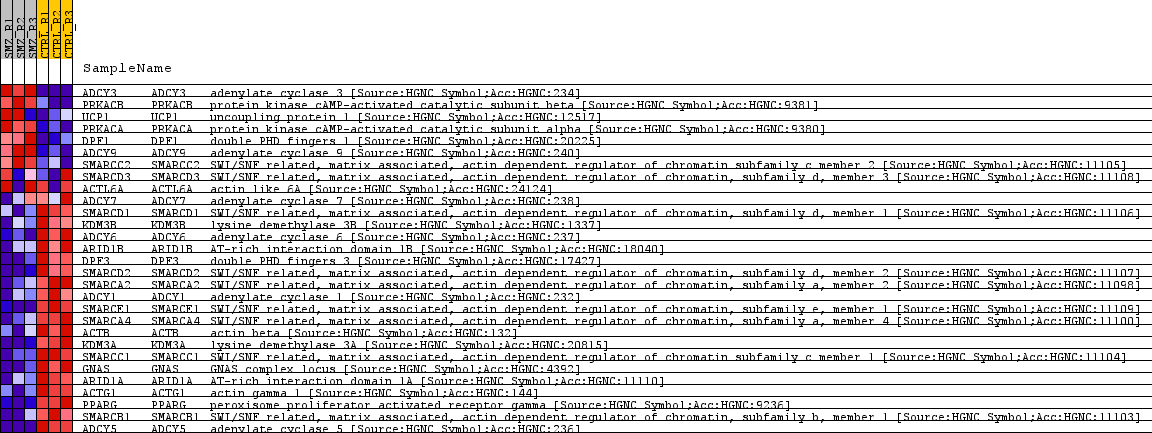 SMZ_R1 SMZ_R2 SMZ_R3 CTRL_R1 CTRL_R2 CTRL_R3
SampleName
ADCY3 ADCY3 adenylate cyclase 3 [Source:HGNC Symbol;Acc:HGNC:234]
PRKACB PRKACB protein kinase cAMP-activated catalytic subunit beta [Source:HGNC Symbol;Acc:HGNC:9381]
UCP1 UCP1 uncoupling protein 1 [Source:HGNC Symbol;Acc:HGNC:12517]
PRKACA PRKACA protein kinase cAMP-activated catalytic subunit alpha [Source:HGNC Symbol;Acc:HGNC:9380]
DPF1 DPF1 double PHD fingers 1 [Source:HGNC Symbol;Acc:HGNC:20225]
ADCY9 ADCY9 adenylate cyclase 9 [Source:HGNC Symbol;Acc:HGNC:240]
SMARCC2 SMARCC2 SWI/SNF related, matrix associated, actin dependent regulator of chromatin subfamily c member 2 [Source:HGNC Symbol;Acc:HGNC:11105]
SMARCD3 SMARCD3 SWI/SNF related, matrix associated, actin dependent regulator of chromatin, subfamily d, member 3 [Source:HGNC Symbol;Acc:HGNC:11108]
ACTL6A ACTL6A actin like 6A [Source:HGNC Symbol;Acc:HGNC:24124]
ADCY7 ADCY7 adenylate cyclase 7 [Source:HGNC Symbol;Acc:HGNC:238]
SMARCD1 SMARCD1 SWI/SNF related, matrix associated, actin dependent regulator of chromatin, subfamily d, member 1 [Source:HGNC Symbol;Acc:HGNC:11106]
KDM3B KDM3B lysine demethylase 3B [Source:HGNC Symbol;Acc:HGNC:1337]
ADCY6 ADCY6 adenylate cyclase 6 [Source:HGNC Symbol;Acc:HGNC:237]
ARID1B ARID1B AT-rich interaction domain 1B [Source:HGNC Symbol;Acc:HGNC:18040]
DPF3 DPF3 double PHD fingers 3 [Source:HGNC Symbol;Acc:HGNC:17427]
SMARCD2 SMARCD2 SWI/SNF related, matrix associated, actin dependent regulator of chromatin, subfamily d, member 2 [Source:HGNC Symbol;Acc:HGNC:11107]
SMARCA2 SMARCA2 SWI/SNF related, matrix associated, actin dependent regulator of chromatin, subfamily a, member 2 [Source:HGNC Symbol;Acc:HGNC:11098]
ADCY1 ADCY1 adenylate cyclase 1 [Source:HGNC Symbol;Acc:HGNC:232]
SMARCE1 SMARCE1 SWI/SNF related, matrix associated, actin dependent regulator of chromatin, subfamily e, member 1 [Source:HGNC Symbol;Acc:HGNC:11109]
SMARCA4 SMARCA4 SWI/SNF related, matrix associated, actin dependent regulator of chromatin, subfamily a, member 4 [Source:HGNC Symbol;Acc:HGNC:11100]
ACTB ACTB actin beta [Source:HGNC Symbol;Acc:HGNC:132]
KDM3A KDM3A lysine demethylase 3A [Source:HGNC Symbol;Acc:HGNC:20815]
SMARCC1 SMARCC1 SWI/SNF related, matrix associated, actin dependent regulator of chromatin subfamily c member 1 [Source:HGNC Symbol;Acc:HGNC:11104]
GNAS GNAS GNAS complex locus [Source:HGNC Symbol;Acc:HGNC:4392]
ARID1A ARID1A AT-rich interaction domain 1A [Source:HGNC Symbol;Acc:HGNC:11110]
ACTG1 ACTG1 actin gamma 1 [Source:HGNC Symbol;Acc:HGNC:144]
PPARG PPARG peroxisome proliferator activated receptor gamma [Source:HGNC Symbol;Acc:HGNC:9236]
SMARCB1 SMARCB1 SWI/SNF related, matrix associated, actin dependent regulator of chromatin, subfamily b, member 1 [Source:HGNC Symbol;Acc:HGNC:11103]
ADCY5 ADCY5 adenylate cyclase 5 [Source:HGNC Symbol;Acc:HGNC:236]